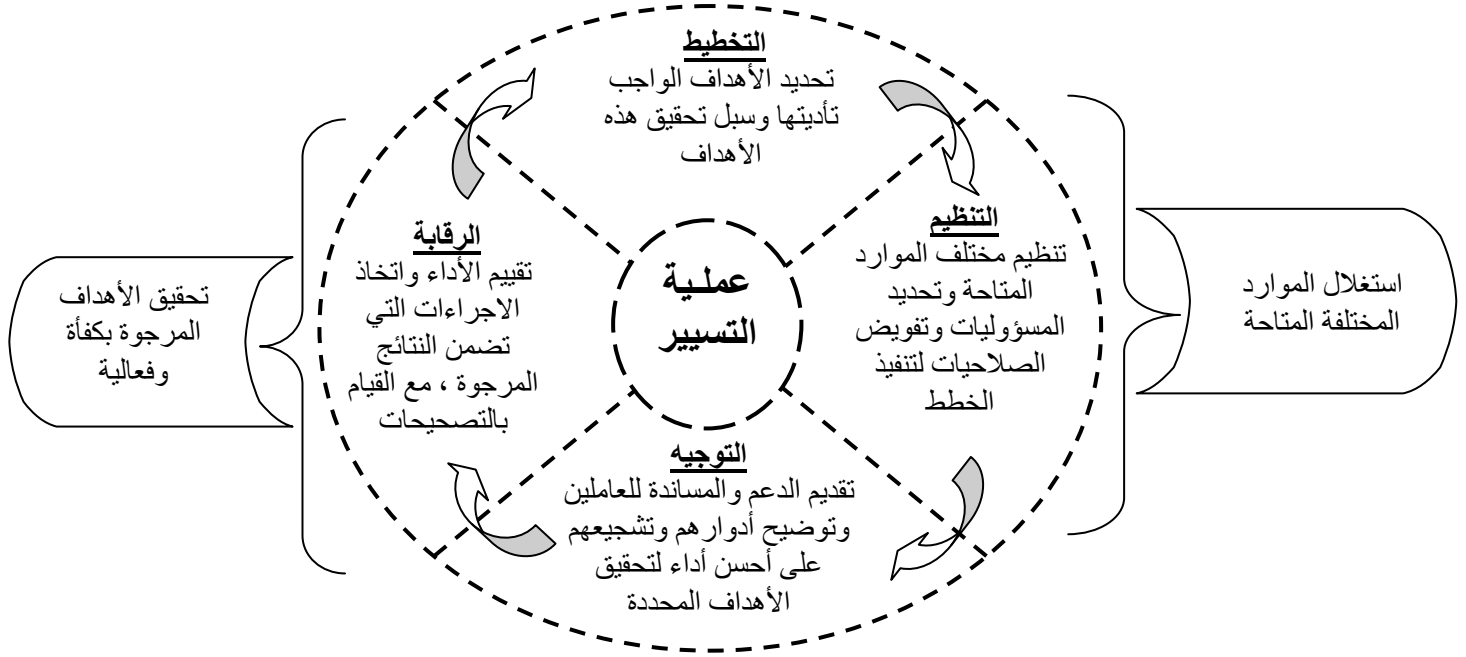 التخطيط
تحديد الأهداف الواجب
تأديتها وسبل تحقيق هذه
الأهداف
التنظيم
تنظيم مختلف الموارد
المتاحة وتحديد
المسؤوليات وتفويض
الصلاحيات لتنفيذ
الخطط
التوجيه
تقديم الدعم والمساندة للعاملين
وتوضيح أدوارهم وتشجيعهم
على أحسن أداء لتحقيق
الأهداف المحددة
الرقابة
تقييم الأداء واتخاذ
الاجراءات التي
تضمن النتائج
المرجوة ، مع القيام
بالتصحيحات
عملية
التسيير
استغلال الموارد
المختلفة المتاحة
تحقيق الأهداف
المرجوة بكفأة
وفعالية